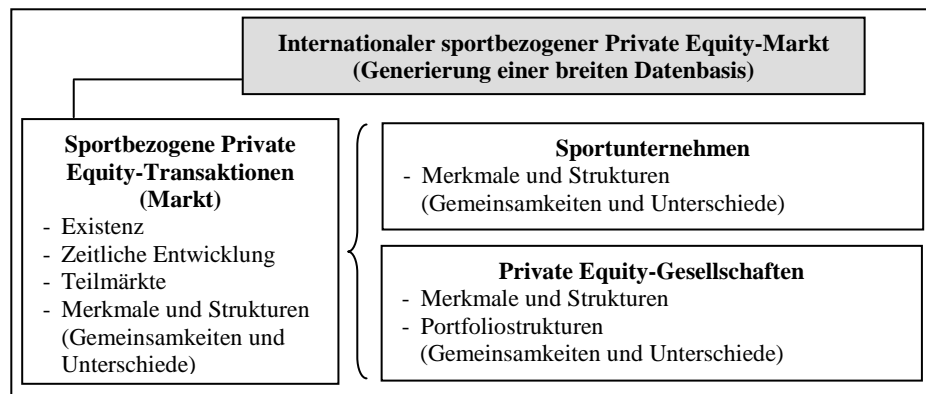 Internationaler sportbezogener Private Equity-Markt
(Generierung einer breiten Datenbasis)
Sportbezogene Private
Equity-Transaktionen
(Markt)
- Existenz
- Zeitliche Entwicklung
- Teilmärkte
- Merkmale und Strukturen
(Gemeinsamkeiten und
Unterschiede)
Sportunternehmen
- Merkmale und Strukturen
(Gemeinsamkeiten und Unterschiede)
Private Equity-Gesellschaften
- Merkmale und Strukturen
- Portfoliostrukturen
(Gemeinsamkeiten und Unterschiede)